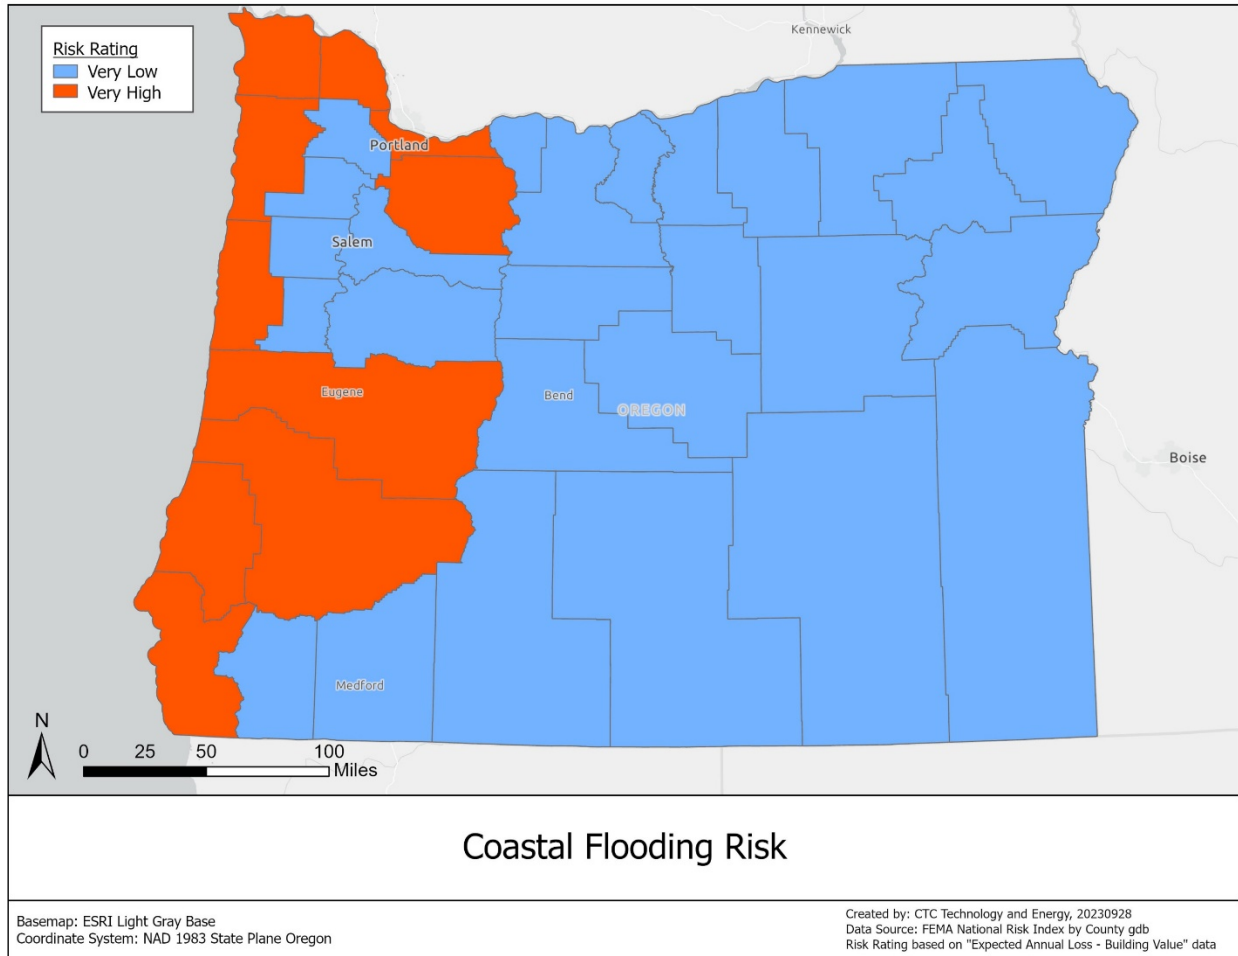 Kennewick
Risk Rating
Very Low
Very High
Portland
Salem
Eugene
Bend
OREGON
Boise
Medford
N
0 25 50 100
Miles
Coastal Flooding Risk
Basemap: ESRI Light Gray Base
Coordinate System: NAD 1983 State Plane Oregon
Created by: CTC Technology and Energy, 20230928
Data Source: FEMA National Risk Index by County gdb
Risk Rating based on "Expected Annual Loss - Building Value" data